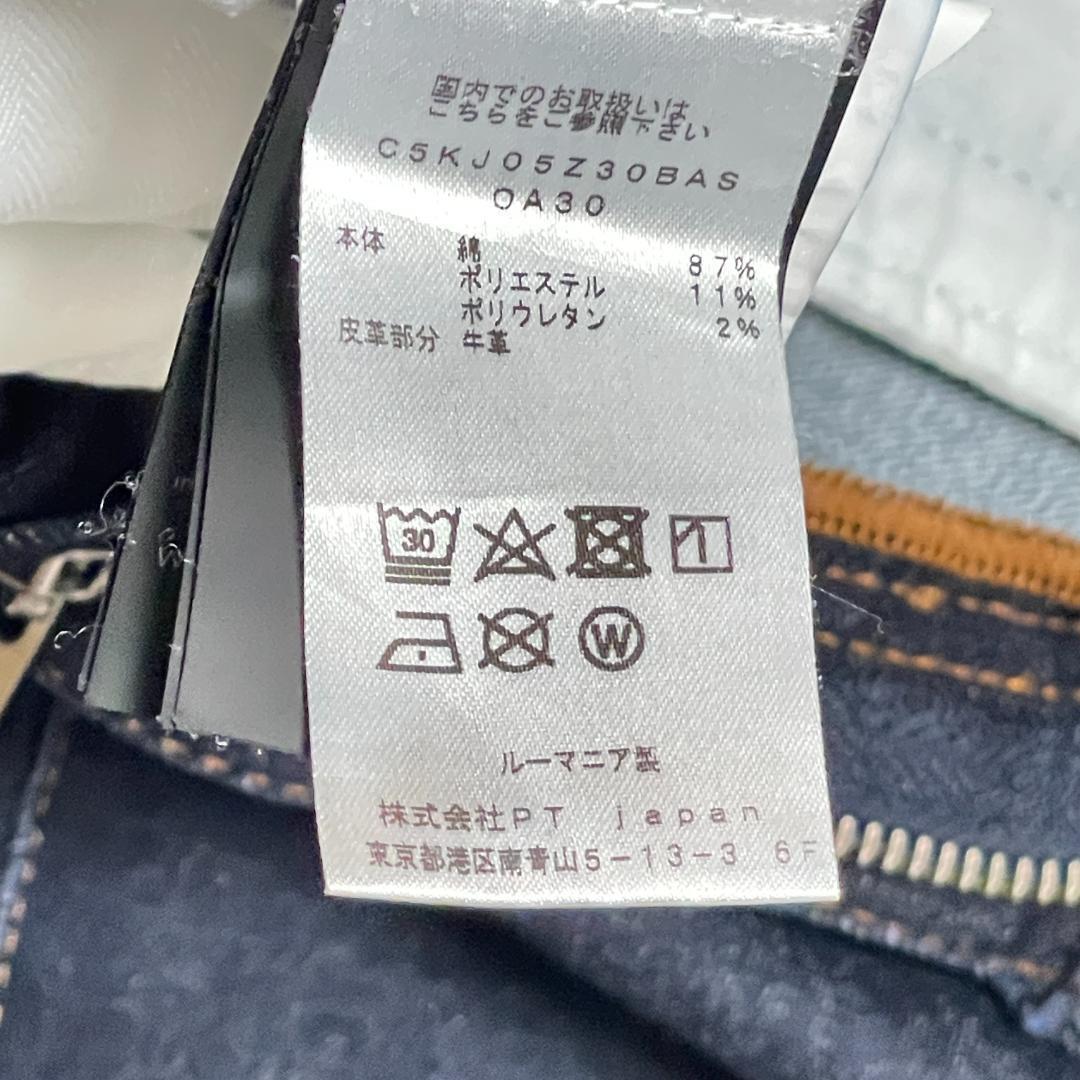 国内でのお取扱いは
こちらをご参照下さい
C5KJ05Z30BAS
0A30
本体 綿 87%
ポリエステル 11%
ポリウレタン 2%
皮革部分 牛革
30
W
ルーマニア製
株式会社PT japan
東京都港区南青山5-13-3 6F